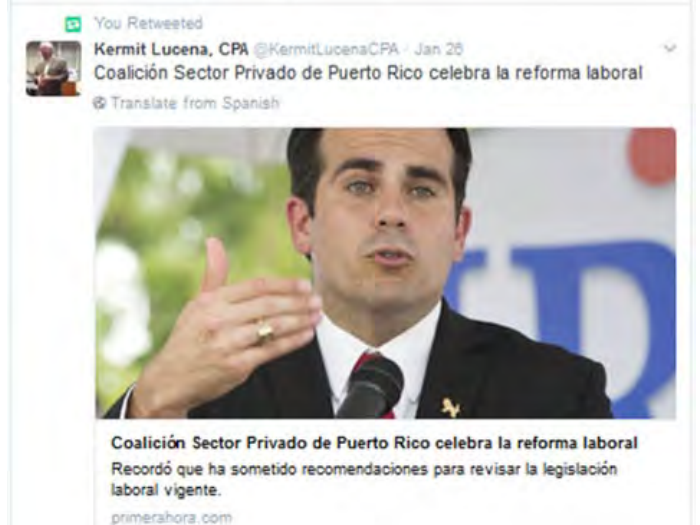 You Retweeted
Kermit Lucena, CPA @KermitLucenaCPA · Jan 26
Coalición Sector Privado de Puerto Rico celebra la reforma laboral
Translate from Spanish
Coalición Sector Privado de Puerto Rico celebra la reforma laboral
Recordó que ha sometido recomendaciones para revisar la legislación
laboral vigente.
primerahora.com